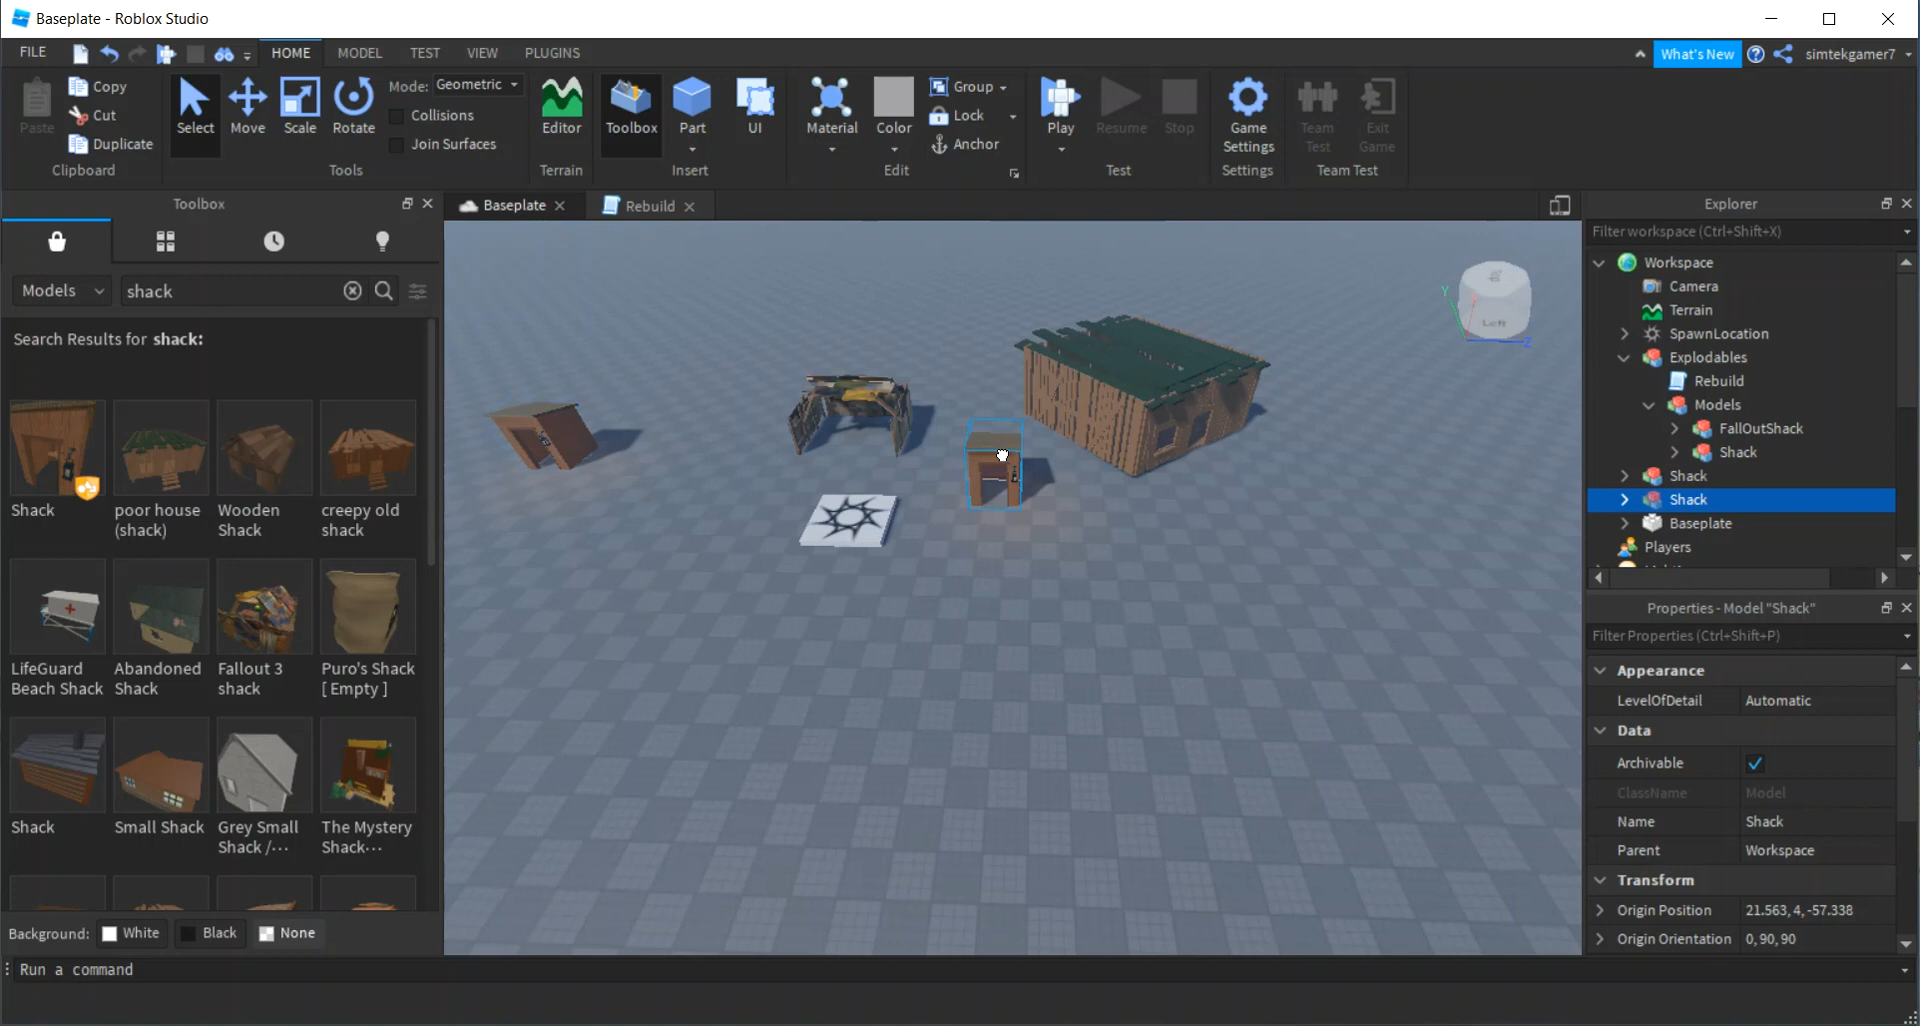 Baseplate - Roblox Studio
FILE
HOME
MODEL
TEST
VIEW
PLUGINS
What's New
simtekgamer7
Paste
Copy
Cut
Duplicate
Clipboard
Select
Move
Scale
Rotate
Mode: Geometric
Collisions
Join Surfaces
Tools
Editor
Terrain
Toolbox
Part
UI
Insert
Material
Color
Group
Lock
Anchor
Edit
Play
Resume
Stop
Test
Game
Settings
Settings
Team
Test
Exit
Game
Team Test
Toolbox
Models
shack
Search Results for shack:
Shack
poor house
(shack)
Wooden
Shack
creepy old
shack
LifeGuard
Beach Shack
Abandoned
Shack
Fallout 3
shack
Puro's Shack
[ Empty ]
Shack
Small Shack
Grey Small
Shack /···
The Mystery
Shack···
Background:
White
Black
None
Run a command
Baseplate
Rebuild
Y
Left
Z
Explorer
Filter workspace (Ctrl+Shift+X)
Workspace
Camera
Terrain
SpawnLocation
Explodables
Rebuild
Models
FallOutShack
Shack
Shack
Shack
Baseplate
Players
Properties - Model "Shack"
Filter Properties (Ctrl+Shift+P)
Appearance
LevelOfDetail Automatic
Data
Archivable
ClassName Model
Name Shack
Parent Workspace
Transform
Origin Position 21.563, 4, -57.338
Origin Orientation 0, 90, 90